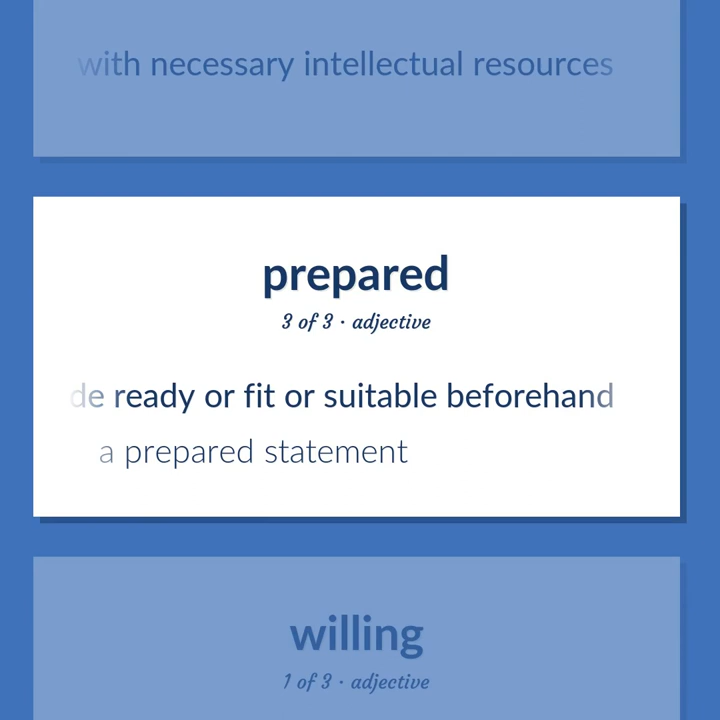 with necessary intellectual resources
prepared
3 of 3 · adjective
de ready or fit or suitable beforehand
a prepared statement
willing
1 of 3 · adjective